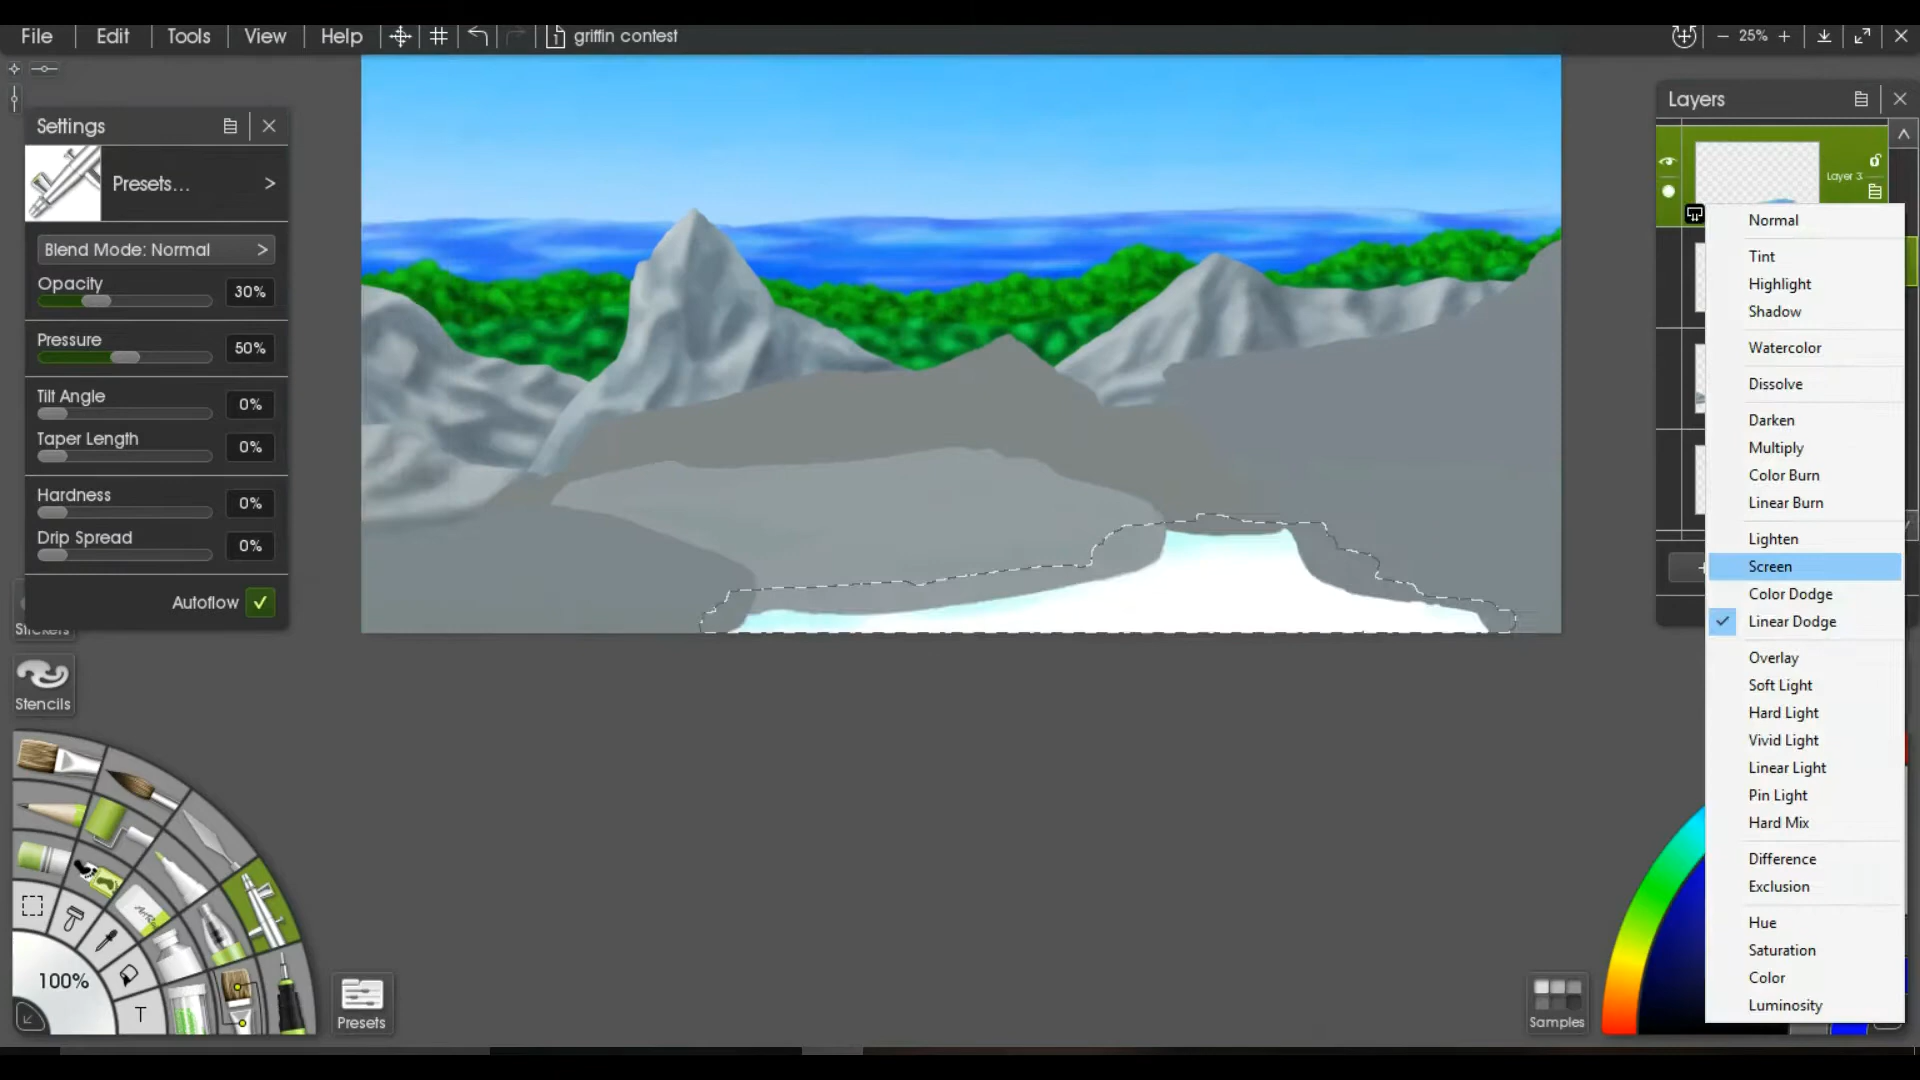 File
Edit
Tools
View
Help
griffin contest
25%
Settings
Presets...
Blend Mode: Normal
Opacity
30%
Pressure
50%
Tilt Angle
0%
Taper Length
0%
Hardness
0%
Drip Spread
0%
Autoflow
Stickers
Stencils
100%
T
Presets
Samples
Layers
Layer 3
Normal
Tint
Highlight
Shadow
Watercolor
Dissolve
Darken
Multiply
Color Burn
Linear Burn
Lighten
Screen
Color Dodge
Linear Dodge
Overlay
Soft Light
Hard Light
Vivid Light
Linear Light
Pin Light
Hard Mix
Difference
Exclusion
Hue
Saturation
Color
Luminosity